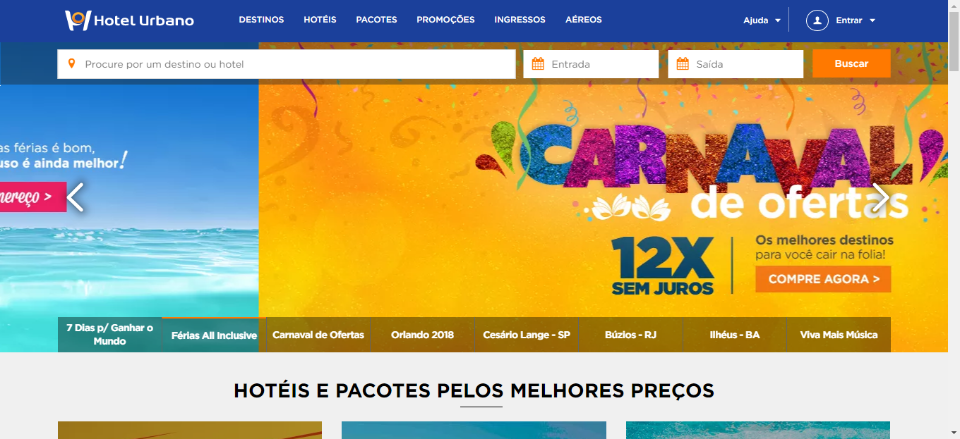 Hotel Urbano
DESTINOS HOTÉIS PACOTES PROMOÇÕES INGRESSOS AÉREOS
Ajuda
Entrar
Procure por um destino ou hotel
Entrada
Saída
Buscar
as férias é bom,
uso é ainda melhor!
nereço >
CARNAVAL
de ofertas
12X
SEM JUROS
Os melhores destinos
para você cair na folia!
COMPRE AGORA >
7 Dias p/ Ganhar o
Mundo
Férias All Inclusive
Carnaval de Ofertas
Orlando 2018
Cesário Lange - SP
Búzios - RJ
Ilhéus - BA
Viva Mais Música
HOTÉIS E PACOTES PELOS MELHORES PREÇOS